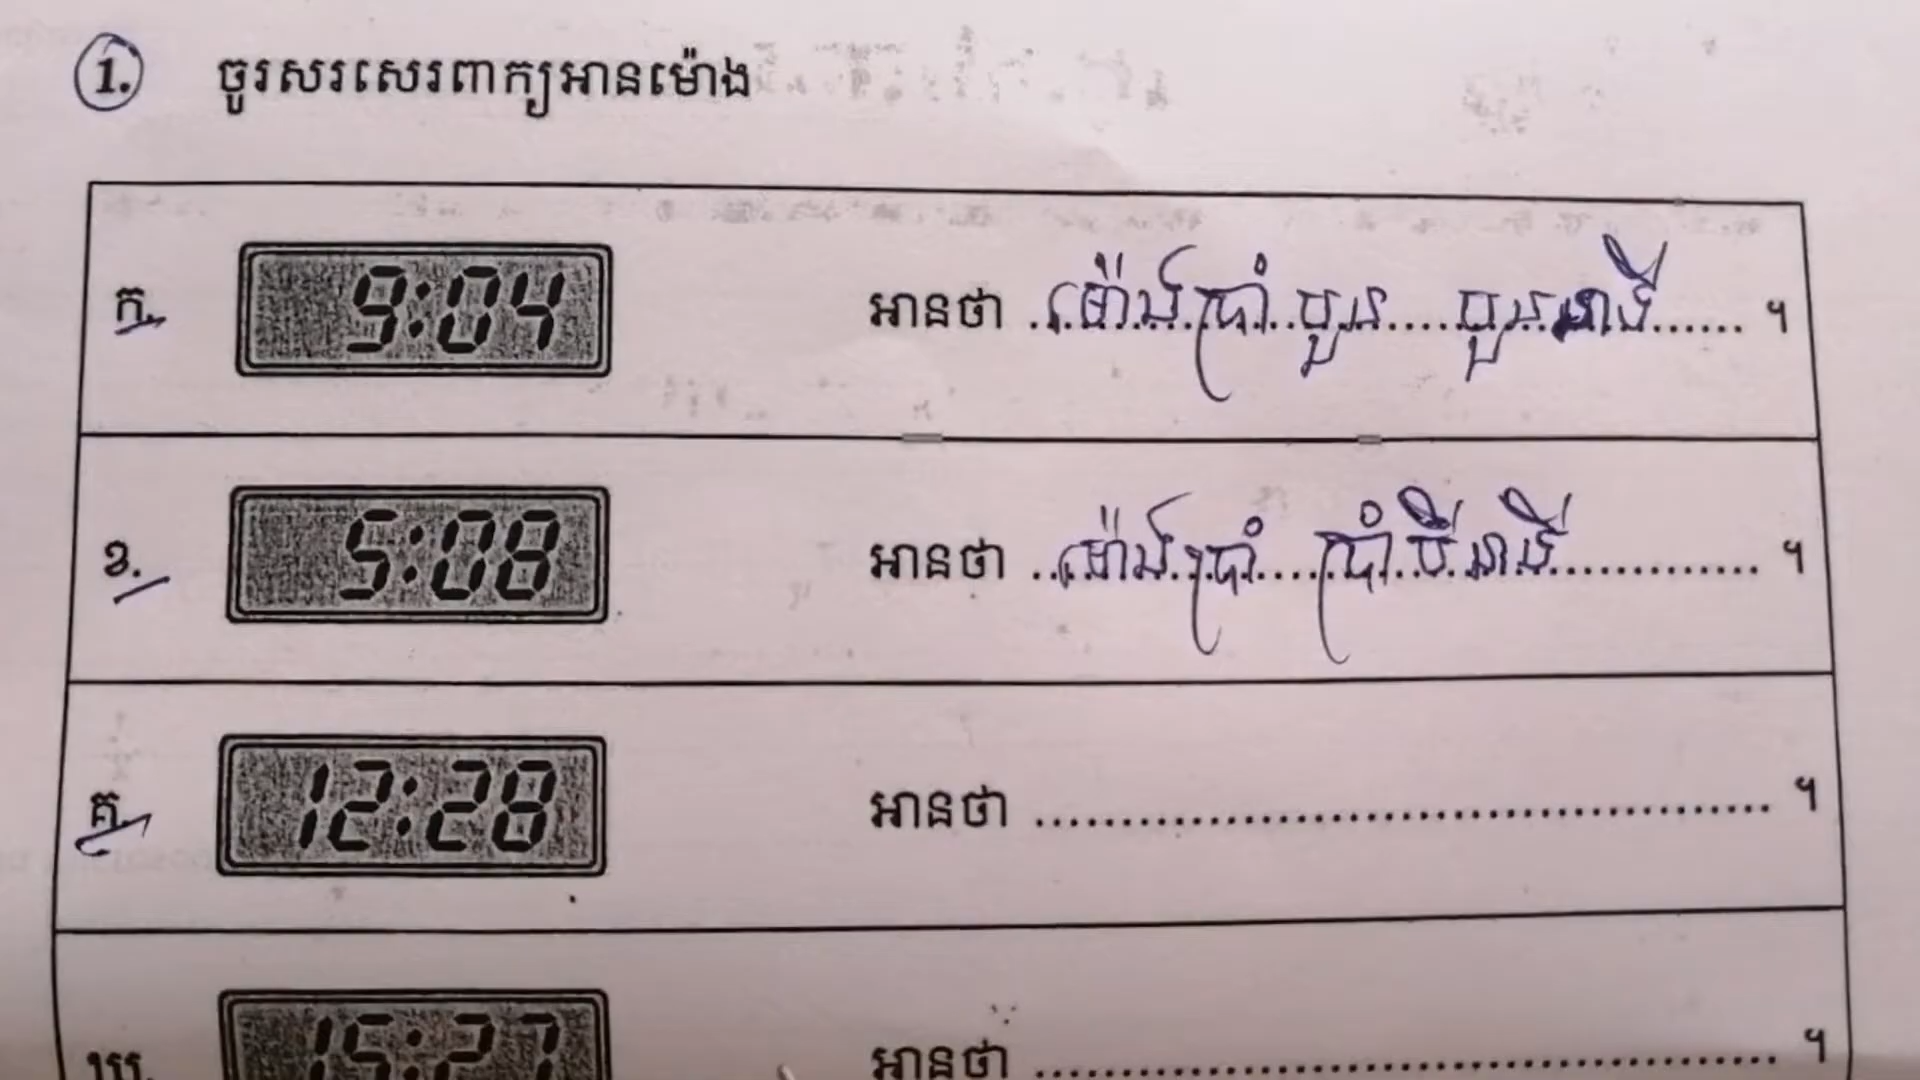 1. ចូរសរសេរពាក្យអានម៉ោង
ក. 9:04 អានថា ម៉ោងប្រាំបួន បួននាទី ។
ខ. 5:08 អានថា ម៉ោងប្រាំ ប្រាំបីនាទី ។
គ. 12:28 អានថា ........................................ ។
ឃ. 15:27 អានថា ........................................ ។